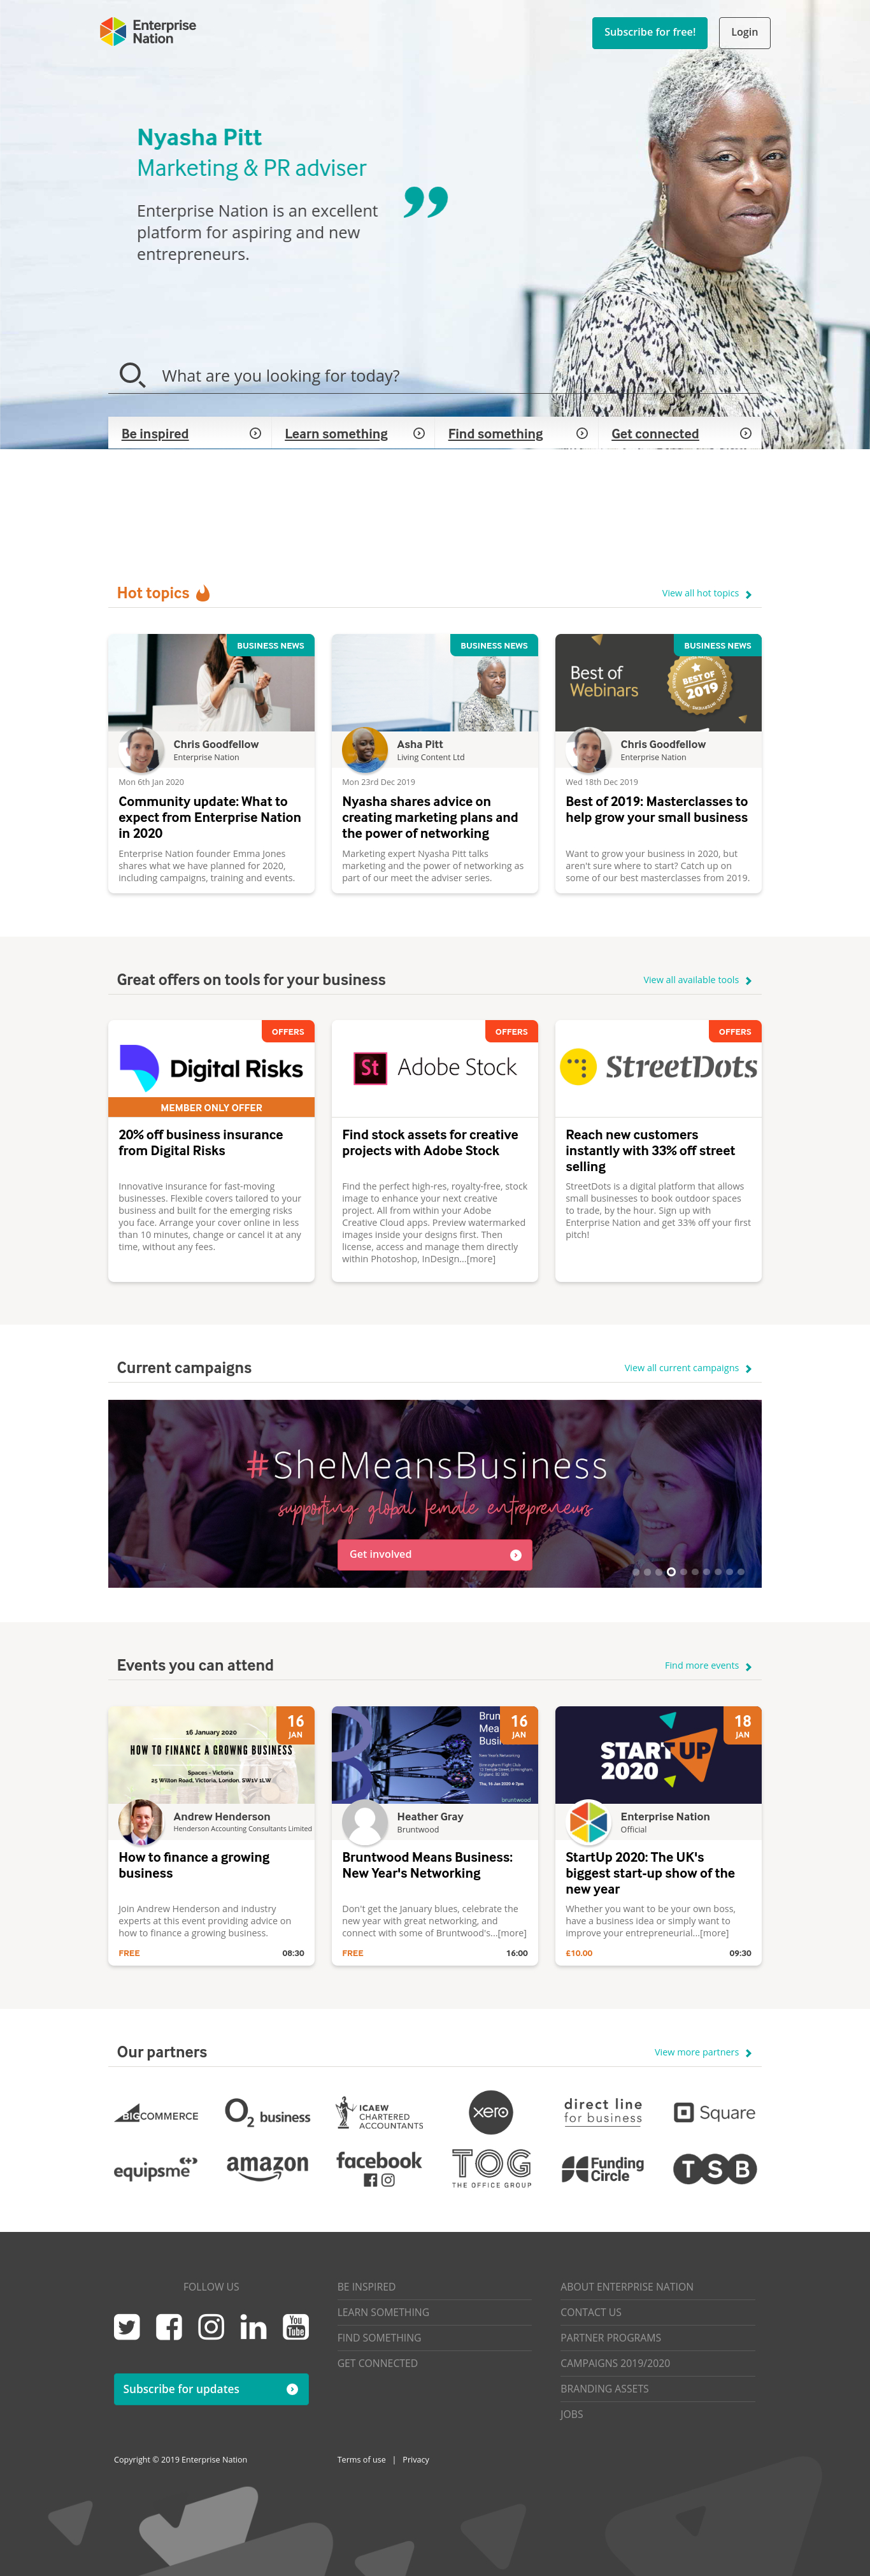 Enterprise
Nation
Subscribe for free!
Login
Nyasha Pitt
Marketing & PR adviser
Enterprise Nation is an excellent
platform for aspiring and new
entrepreneurs.
”
What are you looking for today?
Be inspired
Learn something
Find something
Get connected
Hot topics
View all hot topics
BUSINESS NEWS
Chris Goodfellow
Enterprise Nation
Mon 6th Jan 2020
Community update: What to
expect from Enterprise Nation
in 2020
Enterprise Nation founder Emma Jones
shares what we have planned for 2020,
including campaigns, training and events.
BUSINESS NEWS
Asha Pitt
Living Content Ltd
Mon 23rd Dec 2019
Nyasha shares advice on
creating marketing plans and
the power of networking
Marketing expert Nyasha Pitt talks
marketing and the power of networking as
part of our meet the adviser series.
BUSINESS NEWS
Best of
Webinars
BEST OF
2019
Chris Goodfellow
Enterprise Nation
Wed 18th Dec 2019
Best of 2019: Masterclasses to
help grow your small business
Want to grow your business in 2020, but
aren't sure where to start? Catch up on
some of our best masterclasses from 2019.
Great offers on tools for your business
View all available tools
OFFERS
Digital Risks
MEMBER ONLY OFFER
20% off business insurance
from Digital Risks
Innovative insurance for fast-moving
businesses. Flexible covers tailored to your
business and built for the emerging risks
you face. Arrange your cover online in less
than 10 minutes, change or cancel it at any
time, without any fees.
OFFERS
St Adobe Stock
Find stock assets for creative
projects with Adobe Stock
Find the perfect high-res, royalty-free, stock
image to enhance your next creative
project. All from within your Adobe
Creative Cloud apps. Preview watermarked
images inside your designs first. Then
license, access and manage them directly
within Photoshop, InDesign...[more]
OFFERS
StreetDots
Reach new customers
instantly with 33% off street
selling
StreetDots is a digital platform that allows
small businesses to book outdoor spaces
to trade, by the hour. Sign up with
Enterprise Nation and get 33% off your first
pitch!
Current campaigns
View all current campaigns
#SheMeansBusiness
supporting global female entrepreneurs
Get involved
Events you can attend
Find more events
16
JAN
16 January 2020
HOW TO FINANCE A GROWNG BUSINESS
Spaces - Victoria
25 Wilton Road, Victoria, London, SW1V 1LW
Andrew Henderson
Henderson Accounting Consultants Limited
How to finance a growing
business
Join Andrew Henderson and industry
experts at this event providing advice on
how to finance a growing business.
FREE
08:30
16
JAN
Brun
Mea
Busi
New Year's Networking
Thu, 16 Jan 2020 4-7pm
bruntwood
Heather Gray
Bruntwood
Bruntwood Means Business:
New Year's Networking
Don't get the January blues, celebrate the
new year with great networking, and
connect with some of Bruntwood's...[more]
FREE
16:00
18
JAN
STARTUP
2020
Enterprise Nation
Official
StartUp 2020: The UK's
biggest start-up show of the
new year
Whether you want to be your own boss,
have a business idea or simply want to
improve your entrepreneurial...[more]
£10.00
09:30
Our partners
View more partners
BIGCOMMERCE
O2 business
ICAEW
CHARTERED
ACCOUNTANTS
xero
direct line
for business
Square
equipsme
amazon
facebook
TOG
THE OFFICE GROUP
Funding
Circle
TSB
FOLLOW US
You
Tube
Subscribe for updates
BE INSPIRED
LEARN SOMETHING
FIND SOMETHING
GET CONNECTED
ABOUT ENTERPRISE NATION
CONTACT US
PARTNER PROGRAMS
CAMPAIGNS 2019/2020
BRANDING ASSETS
JOBS
Copyright © 2019 Enterprise Nation
Terms of use | Privacy